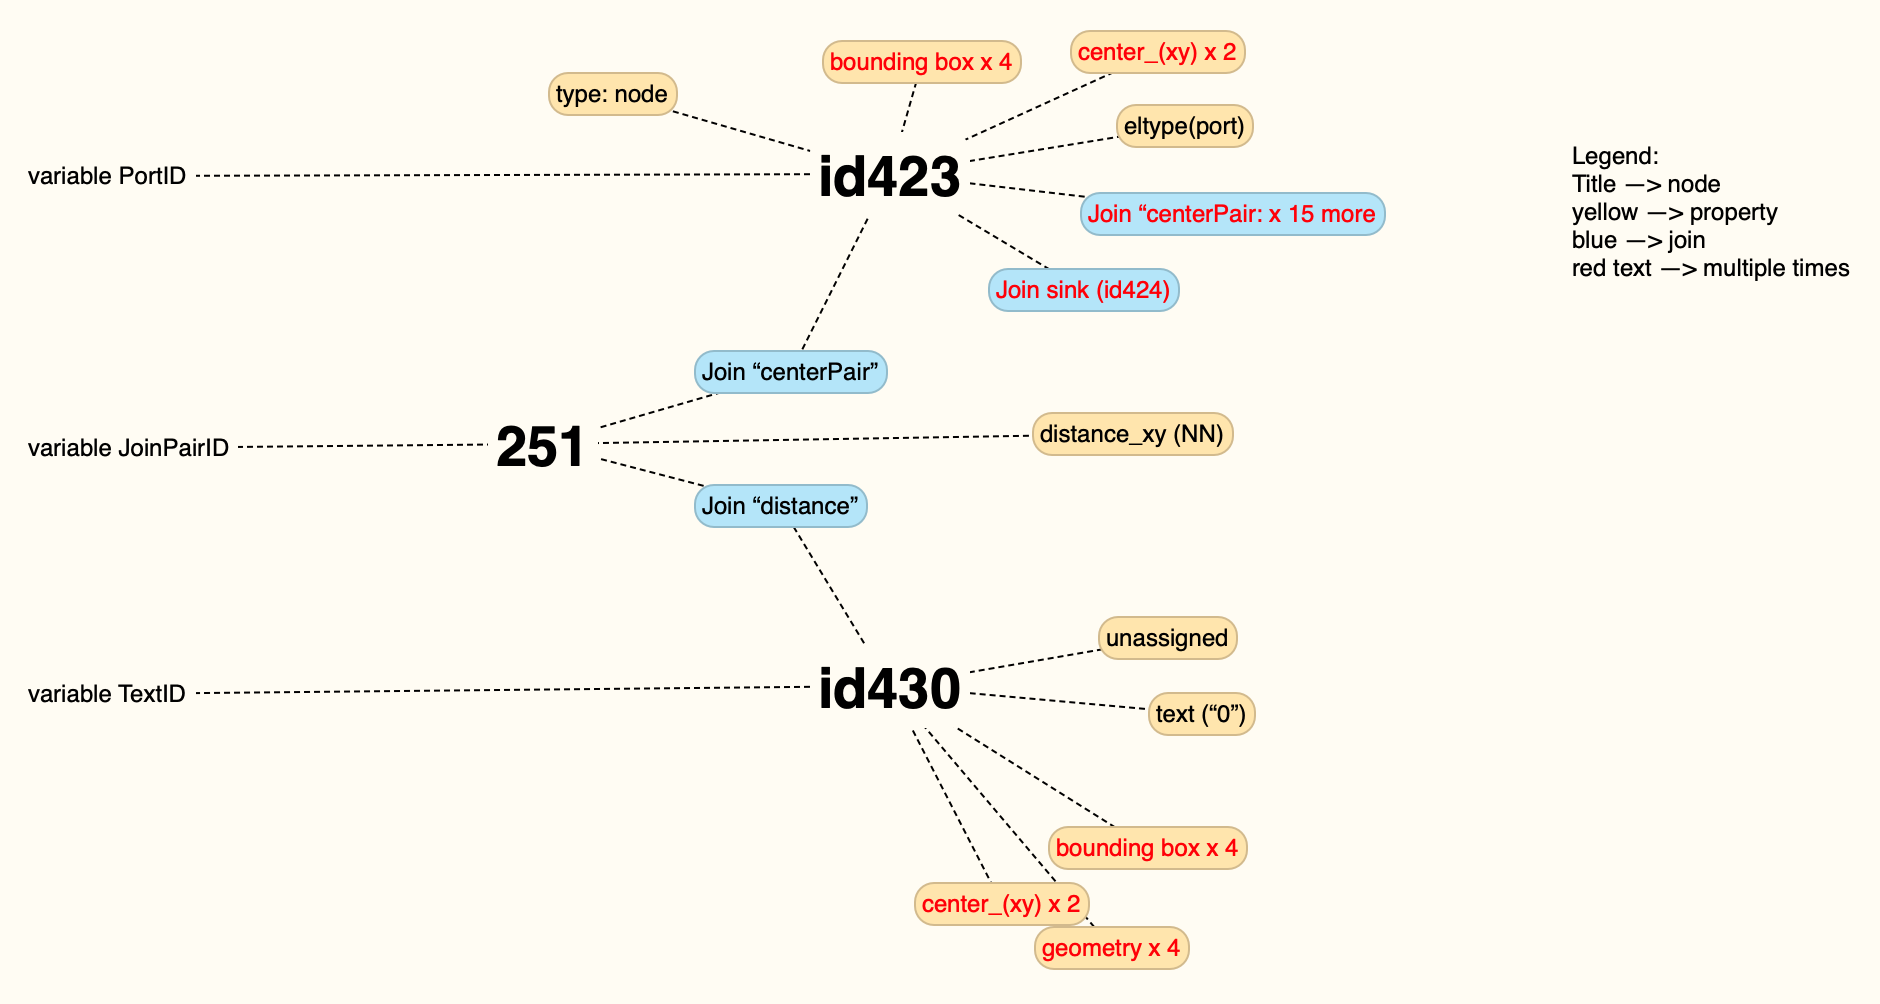 bounding box x 4
center_(xy) x 2
type: node
eltype(port)
variable PortID
id423
Join “centerPair: x 15 more
Join sink (id424)
Legend:
Title —> node
yellow —> property
blue —> join
red text —> multiple times
Join “centerPair”
variable JoinPairID
251
distance_xy (NN)
Join “distance”
unassigned
variable TextID
id430
text (“0”)
bounding box x 4
center_(xy) x 2
geometry x 4